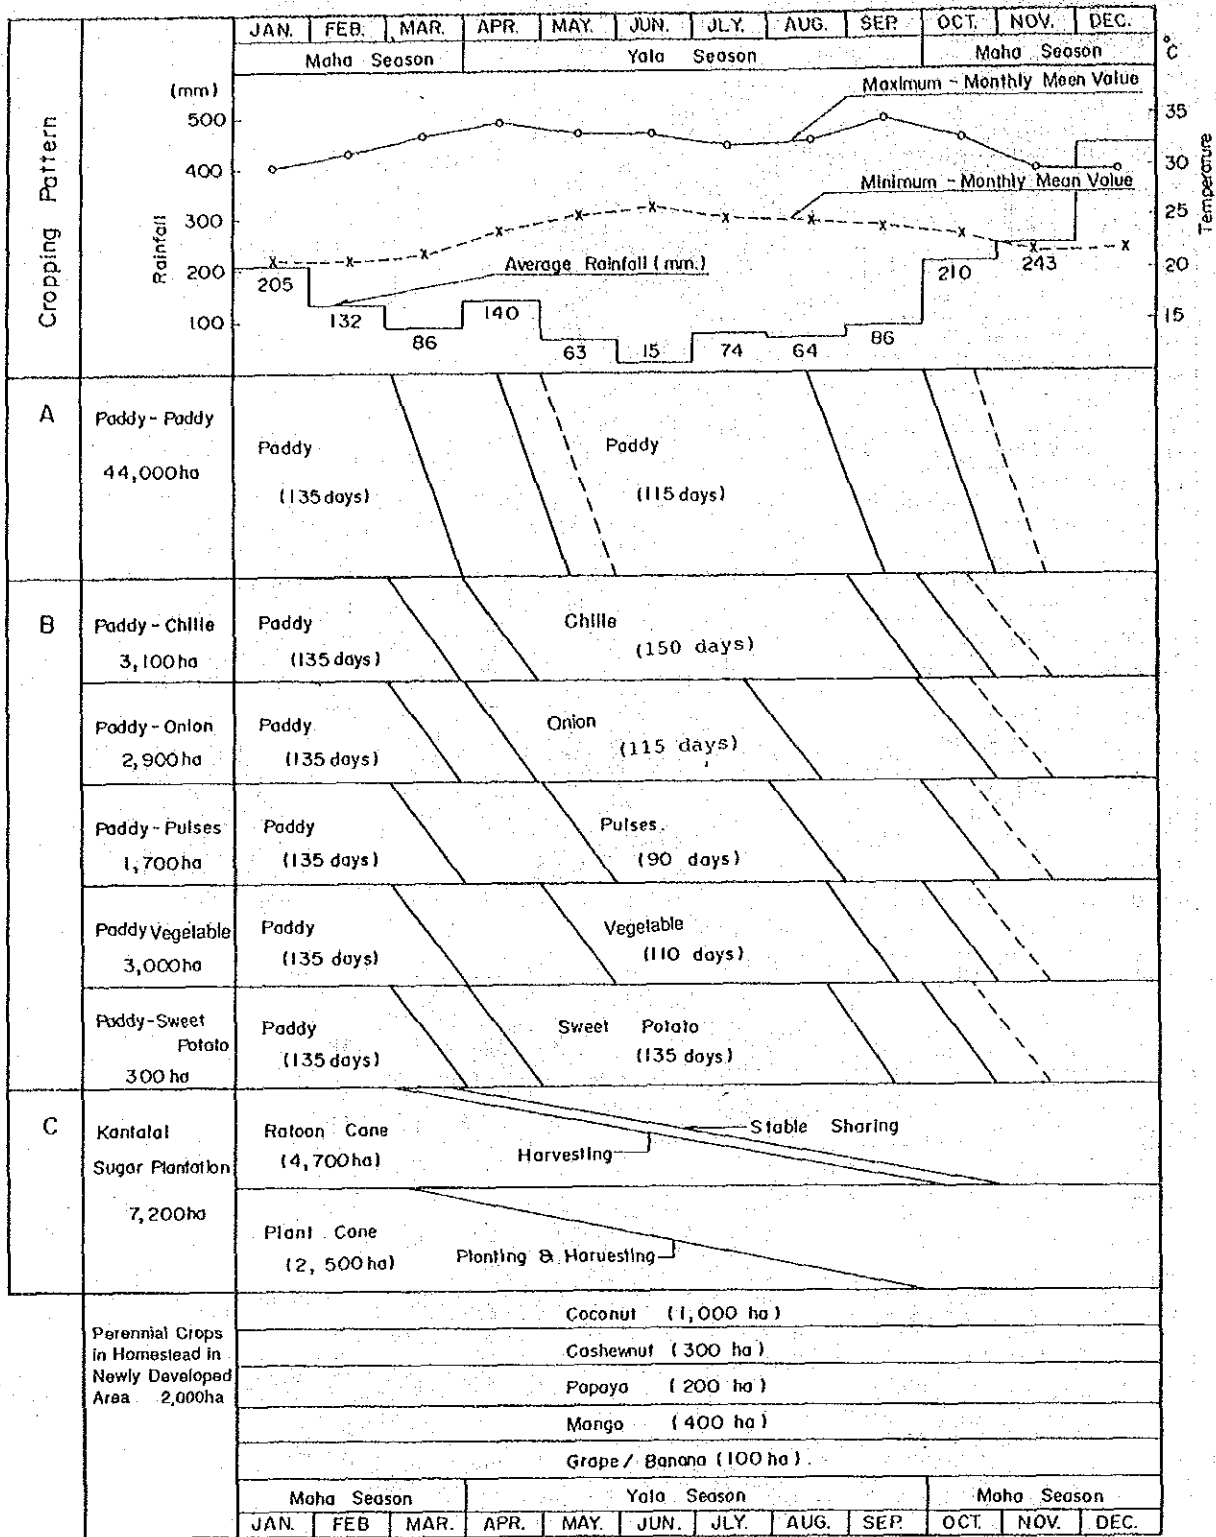 JAN. FEB. MAR. APR. MAY. JUN. JLY. AUG. SEP. OCT. NOV. DEC.
Maha Season Yala Season Maha Season
°C
Cropping Pattern
(mm)
Rainfall
500
400
300
200
100
Maximum - Monthly Meen Value
Minimum - Monthly Mean Value
Average Rainfall (mm.)
35
30
25
20
15
Temperature
205 132 86 140 63 15 74 64 86 210 243
A
Paddy - Paddy
44,000ha
Paddy
(135 days)
Paddy
(115 days)
B
Paddy - Chille
3,100ha
Paddy
(135 days)
Chille
(150 days)
Paddy - Onion
2,900ha
Paddy
(135 days)
Onion
(115 days)
Paddy - Pulses
1,700ha
Paddy
(135 days)
Pulses.
(90 days)
Paddy Vegetable
3,000ha
Paddy
(135 days)
Vegetable
(110 days)
Paddy-Sweet
Potato
300 ha
Paddy
(135 days)
Sweet Potato
(135 days)
C
Kantalai
Sugar Plantation
7,200ha
Ratoon Cane
(4,700ha)
Harvesting
Stable Sharing
Plant Cane
(2,500ha)
Planting & Haruesting
Perennial Crops
in Homestead in
Newly Developed
Area 2,000ha
Coconut (1,000 ha)
Cashewnut (300 ha)
Papaya (200 ha)
Mango (400 ha)
Grape / Banana (100 ha).
Maha Season Yala Season Maha Season
JAN. FEB MAR. APR. MAY. JUN. JLY. AUG. SEP. OCT. NOV. DEC.